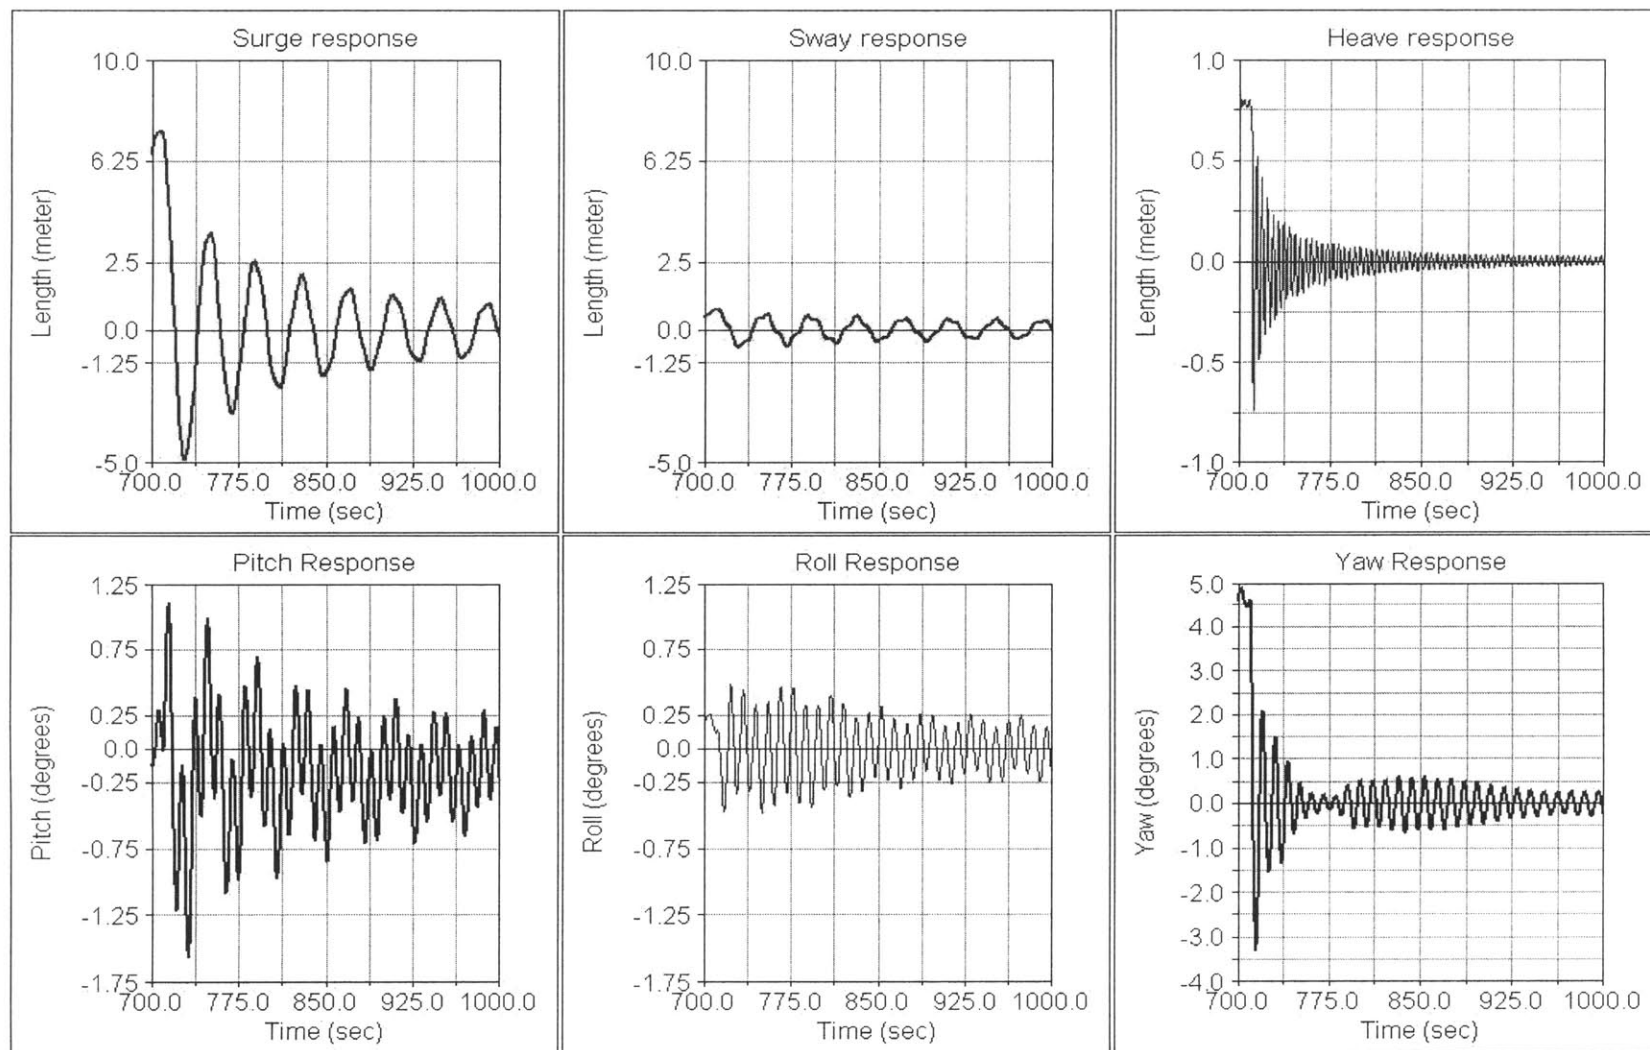 Surge response
10.0
6.25
2.5
0.0
-1.25
-5.0
Length (meter)
700.0 775.0 850.0 925.0 1000.0
Time (sec)
Sway response
10.0
6.25
2.5
0.0
-1.25
-5.0
Length (meter)
700.0 775.0 850.0 925.0 1000.0
Time (sec)
Heave response
1.0
0.5
0.0
-0.5
-1.0
Length (meter)
700.0 775.0 850.0 925.0 1000.0
Time (sec)
Pitch Response
1.25
0.75
0.25
0.0
-0.25
-0.75
-1.25
-1.75
Pitch (degrees)
700.0 775.0 850.0 925.0 1000.0
Time (sec)
Roll Response
1.25
0.75
0.25
0.0
-0.25
-0.75
-1.25
-1.75
Roll (degrees)
700.0 775.0 850.0 925.0 1000.0
Time (sec)
Yaw Response
5.0
4.0
3.0
2.0
1.0
0.0
-1.0
-2.0
-3.0
-4.0
Yaw (degrees)
700.0 775.0 850.0 925.0 1000.0
Time (sec)